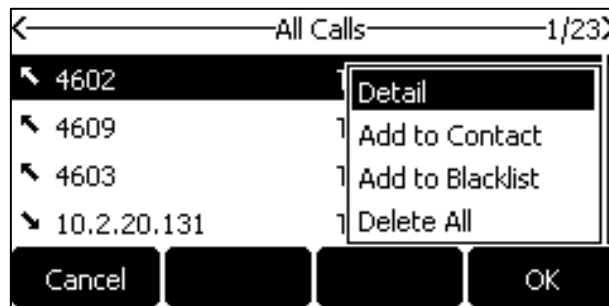 All Calls 1/23
4602
Detail
4609
Add to Contact
4603
Add to Blacklist
10.2.20.131
Delete All
Cancel OK